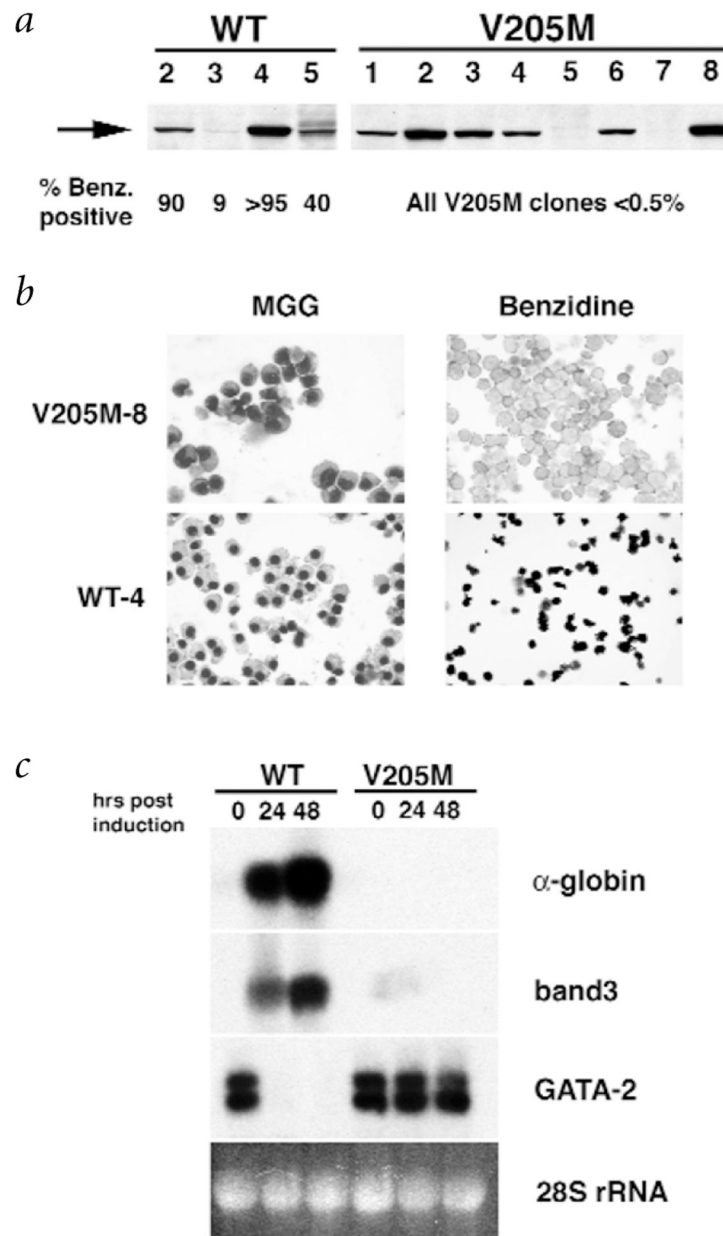 a
WT V205M
2 3 4 5 1 2 3 4 5 6 7 8
% Benz.
positive
90 9 >95 40 All V205M clones <0.5%
b
MGG Benzidine
V205M-8
WT-4
c
WT V205M
hrs post
induction
0 24 48 0 24 48
α-globin
band3
GATA-2
28S rRNA